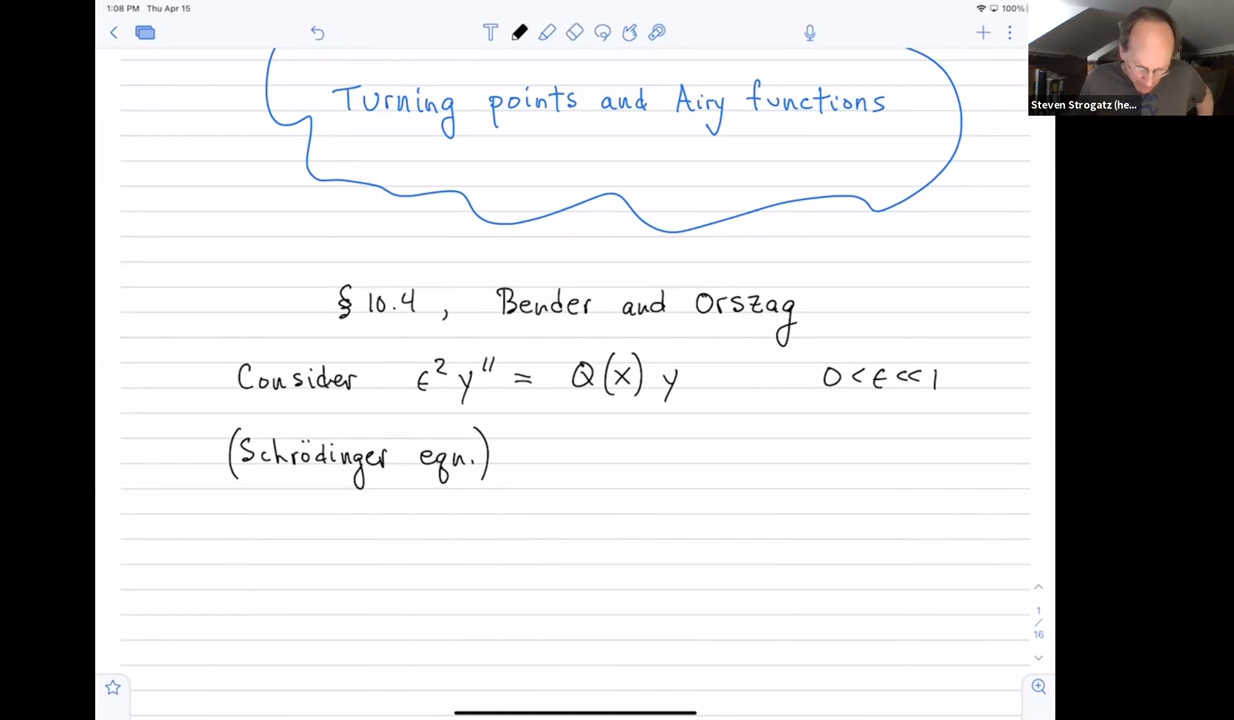 1:08 PM Thu Apr 15
100%
T
Steven Strogatz (he...
Turning points and Airy functions
§ 10.4 , Bender and Orszag
Consider ϵ² y'' = Q(x) y 0 < ϵ << 1
(Schrödinger eqn.)
1
/
16